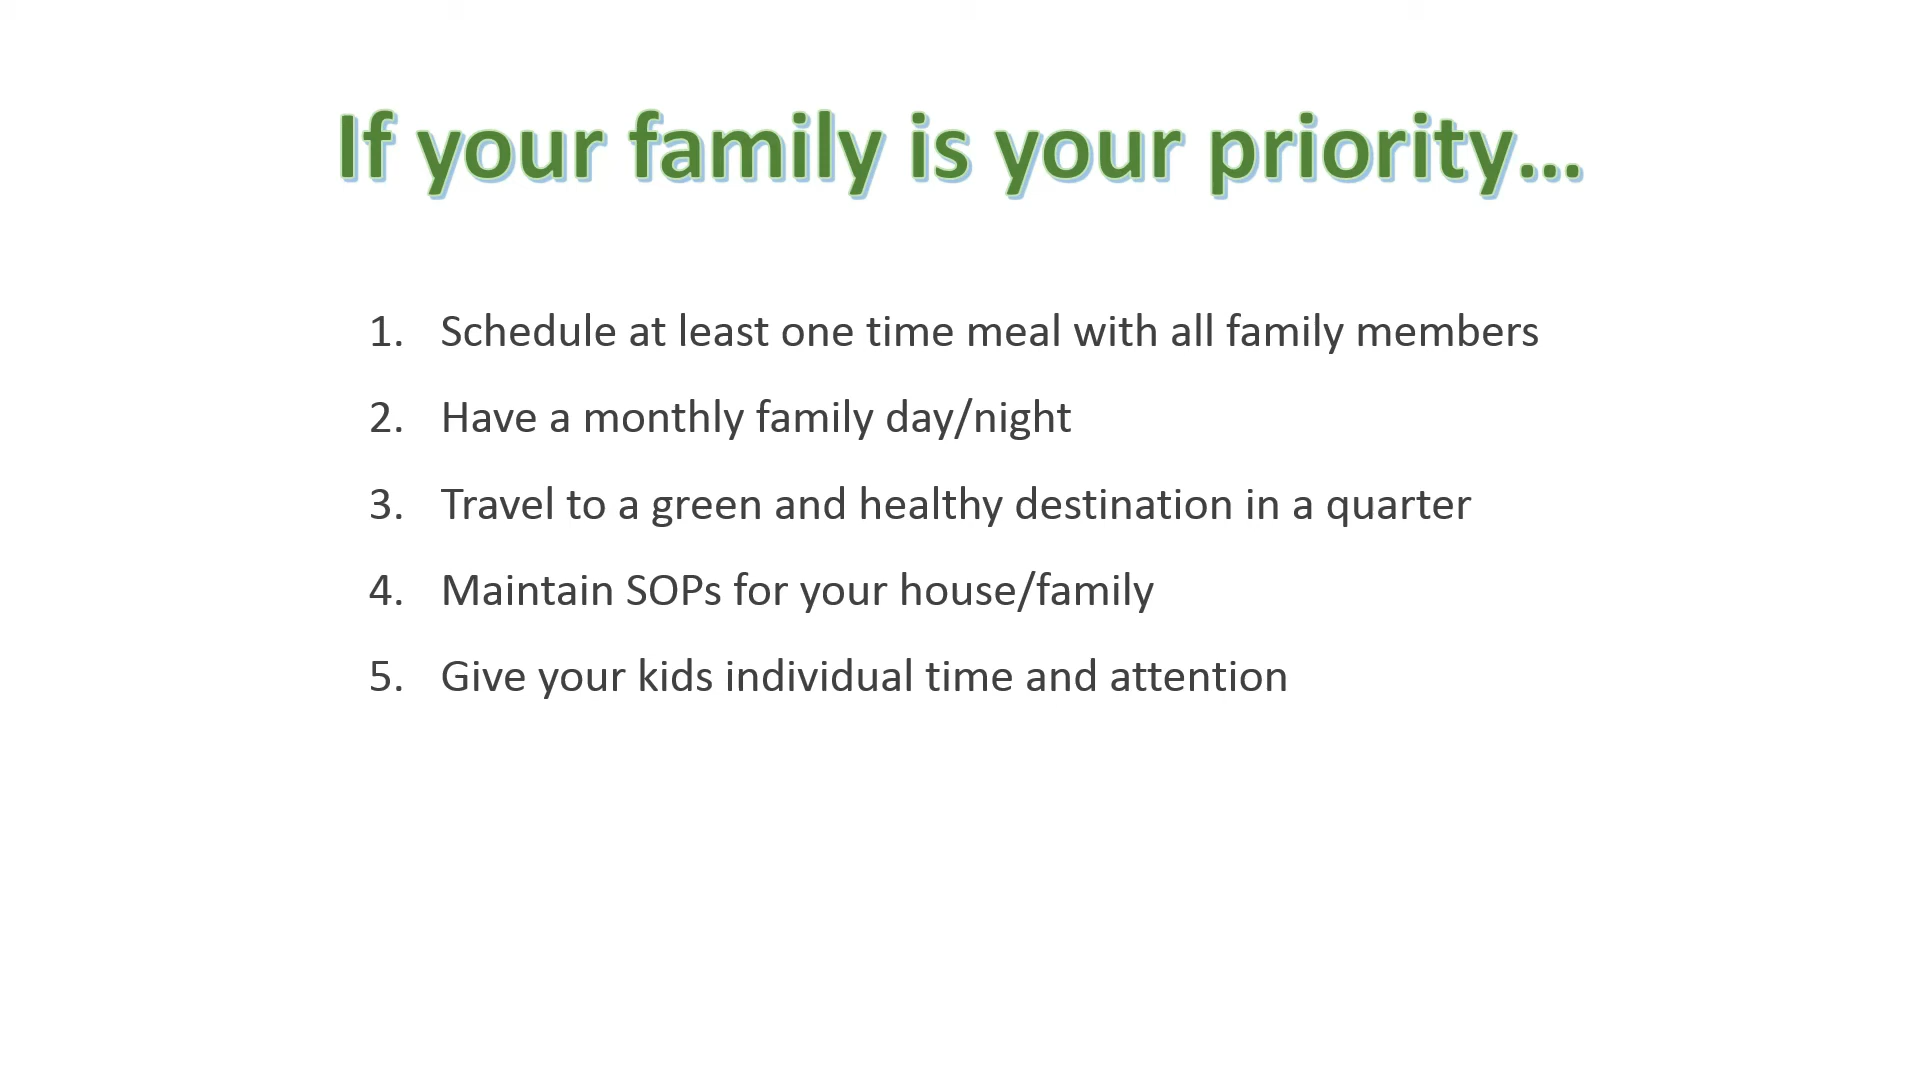 If your family is your priority...
1. Schedule at least one time meal with all family members
2. Have a monthly family day/night
3. Travel to a green and healthy destination in a quarter
4. Maintain SOPs for your house/family
5. Give your kids individual time and attention